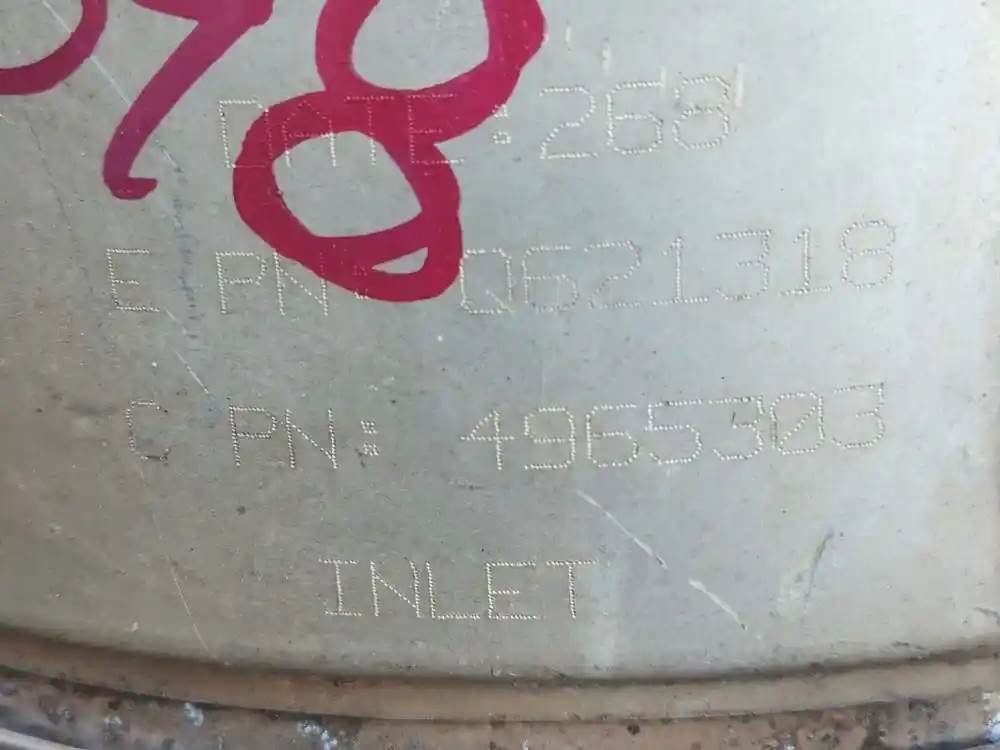 DATE: 268
E PN: Q621318
C PN: 4965303
INLET